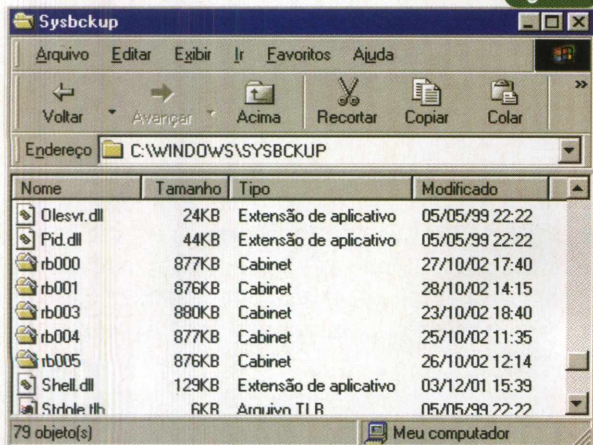 Sysbckup
Arquivo Editar Exibir Ir Favoritos Ajuda
Voltar Avançar Acima Recortar Copiar Colar »
Endereço C:\WINDOWS\SYSBCKUP
Nome Tamanho Tipo Modificado
Olesvr.dll 24KB Extensão de aplicativo 05/05/99 22:22
Pid.dll 44KB Extensão de aplicativo 05/05/99 22:22
rb000 877KB Cabinet 27/10/02 17:40
rb001 876KB Cabinet 28/10/02 14:15
rb003 880KB Cabinet 23/10/02 18:40
rb004 877KB Cabinet 25/10/02 11:35
rb005 876KB Cabinet 26/10/02 12:14
Shell.dll 129KB Extensão de aplicativo 03/12/01 15:39
Stdole.tlb 6KB Arquivo TLB 05/05/99 22:22
79 objeto(s) Meu computador